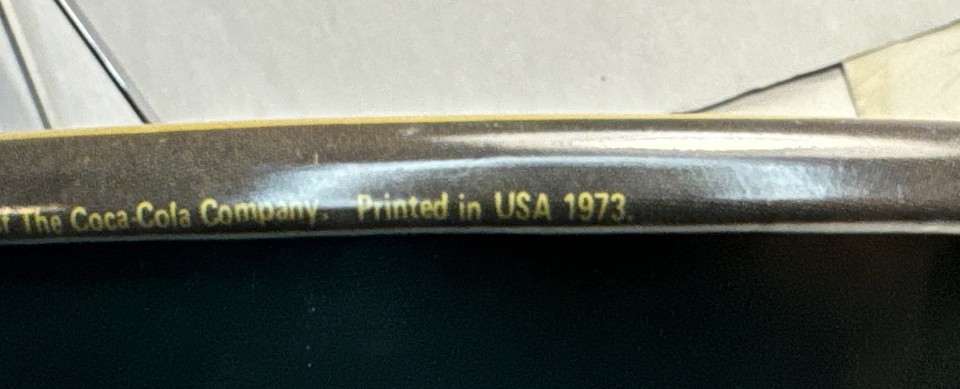 f The Coca-Cola Company. Printed in USA 1973.